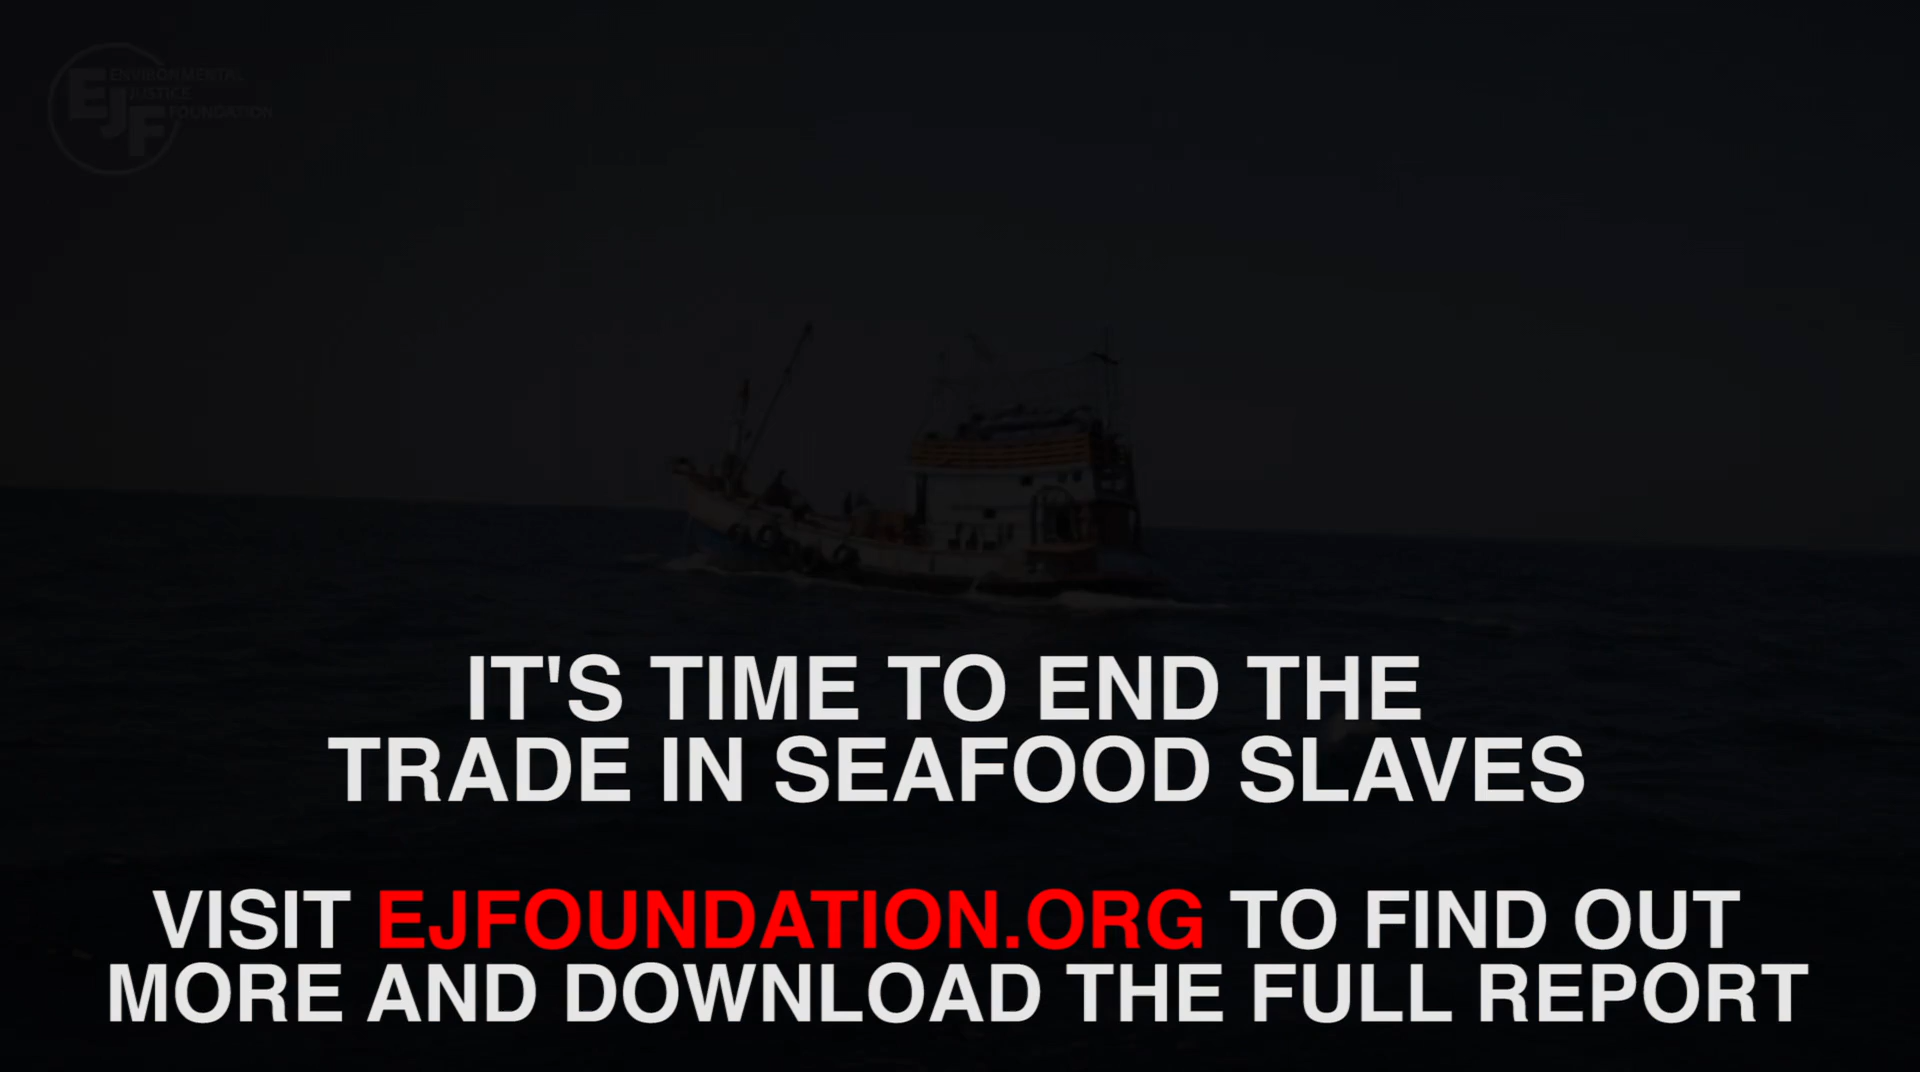 EJF
ENVIRONMENTAL
JUSTICE
FOUNDATION
IT'S TIME TO END THE
TRADE IN SEAFOOD SLAVES
VISIT EJFOUNDATION.ORG TO FIND OUT
MORE AND DOWNLOAD THE FULL REPORT